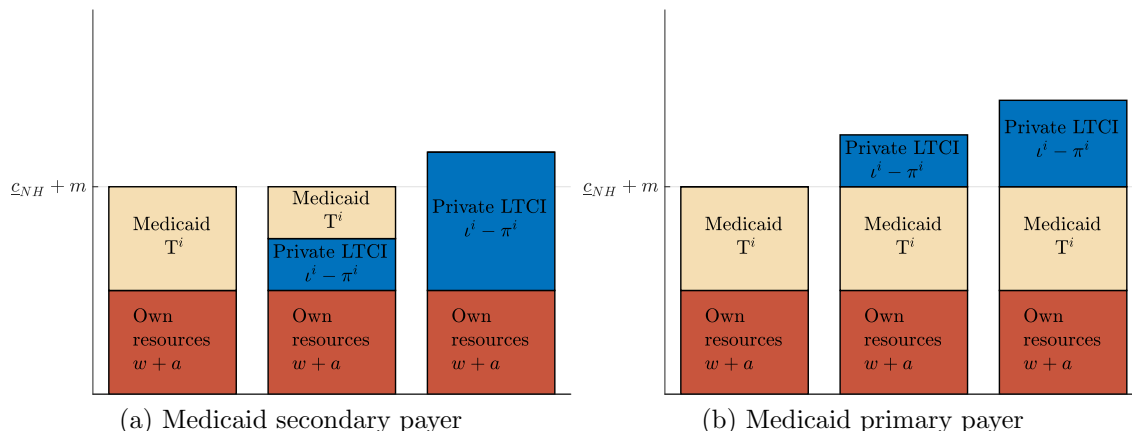 c_NH + m
Medicaid
T^i
Own
resources
w + a
Medicaid
T^i
Private LTCI
ι^i − π^i
Own
resources
w + a
Private LTCI
ι^i − π^i
Own
resources
w + a
(a) Medicaid secondary payer
c_NH + m
Medicaid
T^i
Own
resources
w + a
Private LTCI
ι^i − π^i
Medicaid
T^i
Own
resources
w + a
Private LTCI
ι^i − π^i
Medicaid
T^i
Own
resources
w + a
(b) Medicaid primary payer